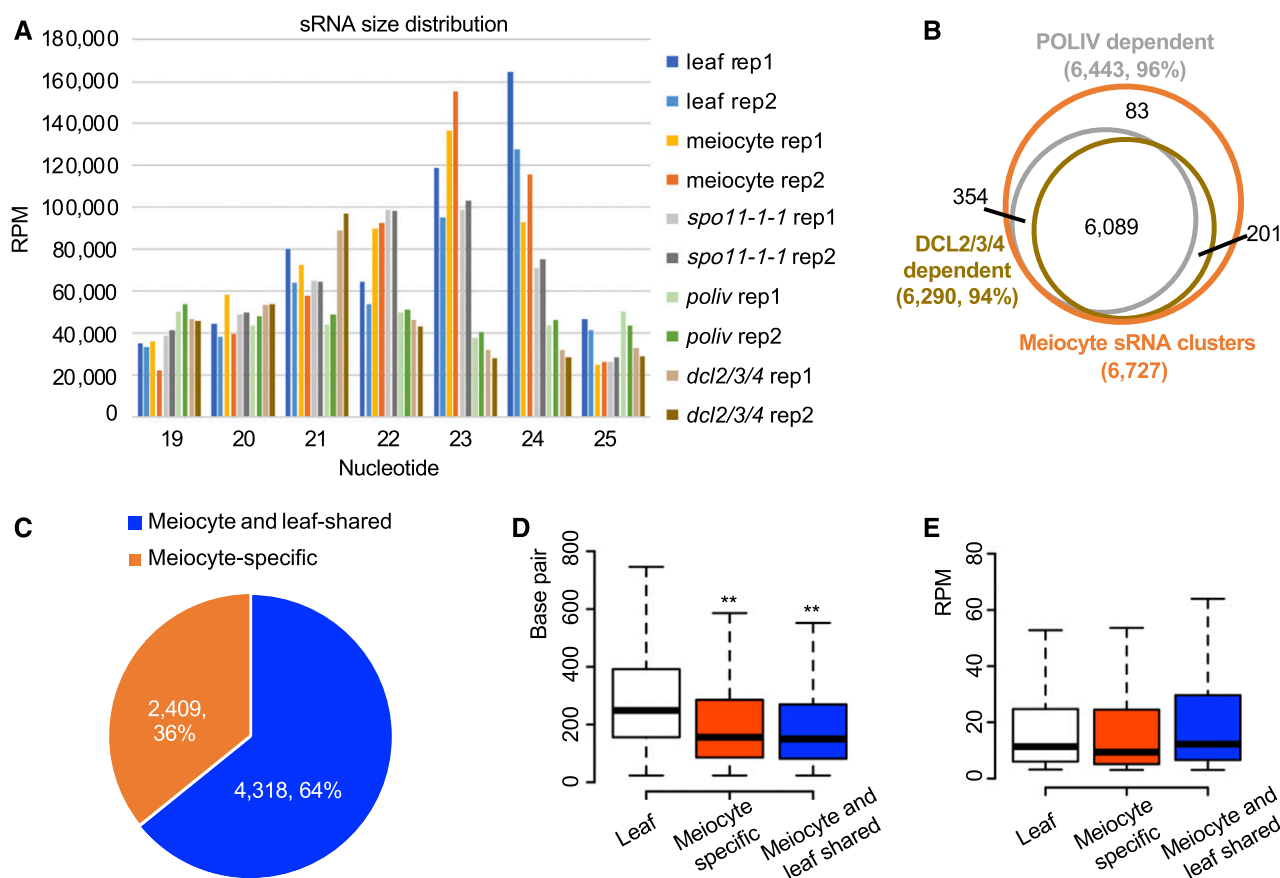 A
sRNA size distribution
180,000
160,000
140,000
120,000
100,000
80,000
60,000
40,000
20,000
0
RPM
19 20 21 22 23 24 25
Nucleotide
leaf rep1
leaf rep2
meiocyte rep1
meiocyte rep2
spo11-1-1 rep1
spo11-1-1 rep2
poliv rep1
poliv rep2
dcl2/3/4 rep1
dcl2/3/4 rep2
B
POLIV dependent
(6,443, 96%)
83
354
6,089
201
DCL2/3/4
dependent
(6,290, 94%)
Meiocyte sRNA clusters
(6,727)
C
Meiocyte and leaf-shared
Meiocyte-specific
2,409,
36%
4,318, 64%
D
Base pair
800
600
400
200
0
**
**
Leaf
Meiocyte
specific
Meiocyte and
leaf shared
E
RPM
80
60
40
20
0
Leaf
Meiocyte
specific
Meiocyte and
leaf shared